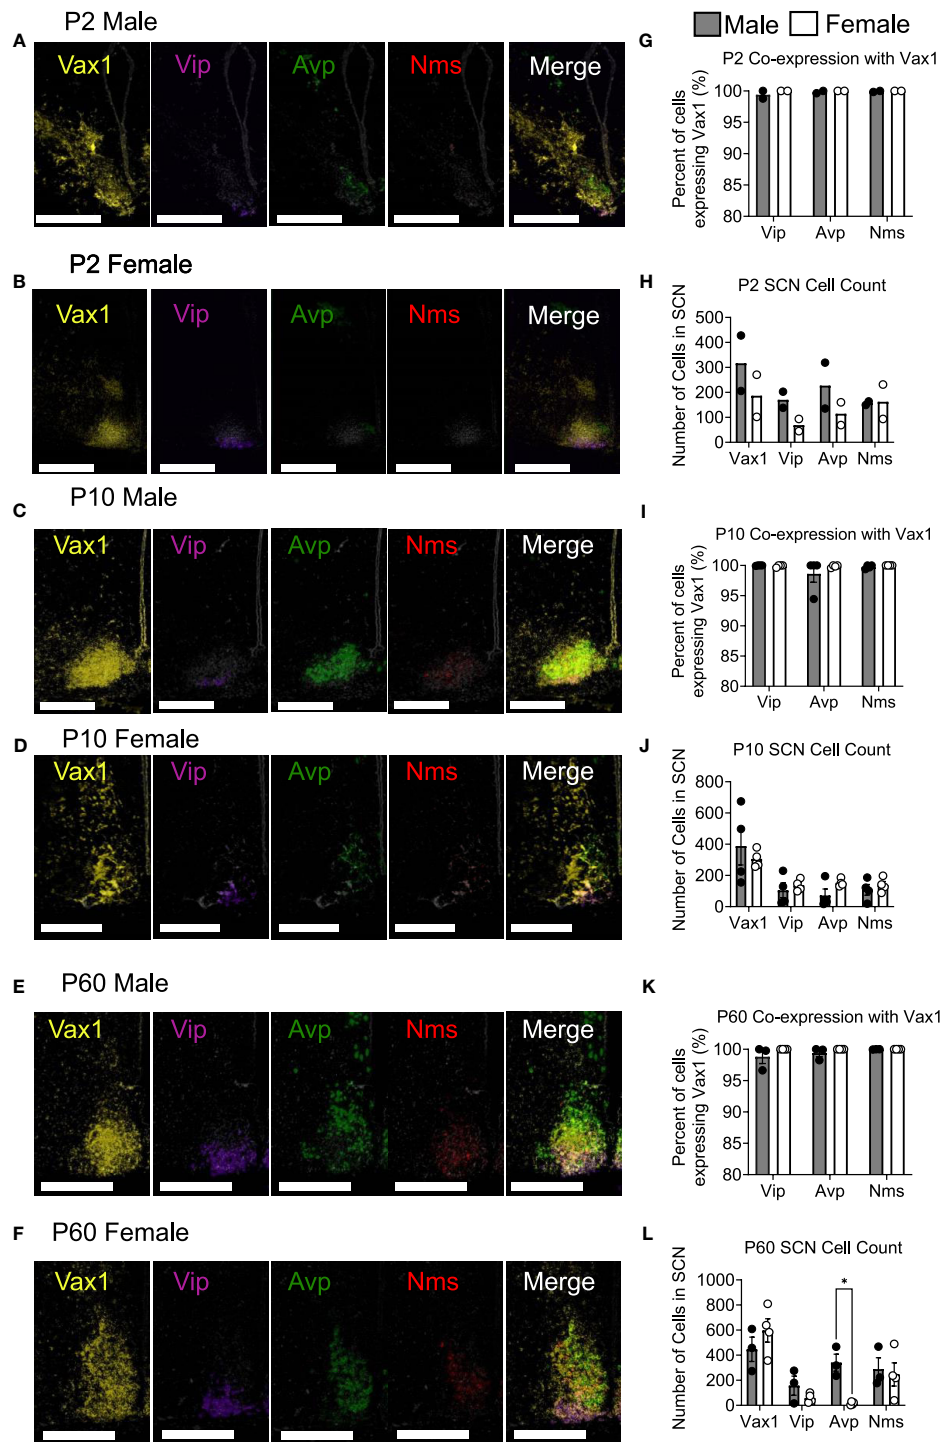 P2 Male
A
Vax1 Vip Avp Nms Merge
P2 Female
B
Vax1 Vip Avp Nms Merge
P10 Male
C
Vax1 Vip Avp Nms Merge
P10 Female
D
Vax1 Vip Avp Nms Merge
P60 Male
E
Vax1 Vip Avp Nms Merge
P60 Female
F
Vax1 Vip Avp Nms Merge
Male Female
G
P2 Co-expression with Vax1
Percent of cells
expressing Vax1 (%)
100
95
90
85
80
Vip Avp Nms
H
P2 SCN Cell Count
Number of Cells in SCN
500
400
300
200
100
0
Vax1 Vip Avp Nms
I
P10 Co-expression with Vax1
Percent of cells
expressing Vax1 (%)
100
95
90
85
80
Vip Avp Nms
J
P10 SCN Cell Count
Number of Cells in SCN
800
600
400
200
0
Vax1 Vip Avp Nms
K
P60 Co-expression with Vax1
Percent of cells
expressing Vax1 (%)
100
95
90
85
80
Vip Avp Nms
L
P60 SCN Cell Count
Number of Cells in SCN
1000
800
600
400
200
0
*
Vax1 Vip Avp Nms